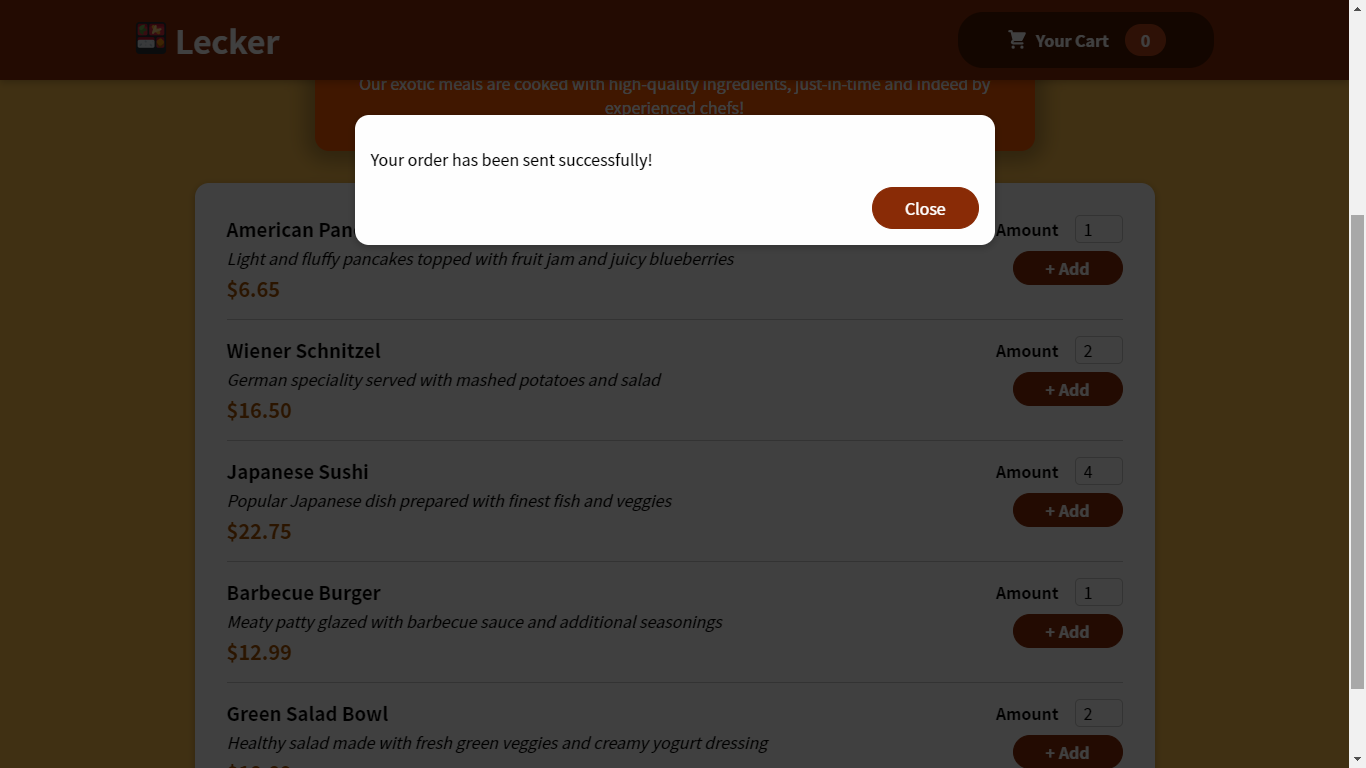 Lecker
Your Cart 0
Our exotic meals are cooked with high-quality ingredients, just-in-time and indeed by
experienced chefs!
Your order has been sent successfully!
Close
American Pan
Amount 1
Light and fluffy pancakes topped with fruit jam and juicy blueberries
+ Add
$6.65
Wiener Schnitzel
Amount 2
German speciality served with mashed potatoes and salad
+ Add
$16.50
Japanese Sushi
Amount 4
Popular Japanese dish prepared with finest fish and veggies
+ Add
$22.75
Barbecue Burger
Amount 1
Meaty patty glazed with barbecue sauce and additional seasonings
+ Add
$12.99
Green Salad Bowl
Amount 2
Healthy salad made with fresh green veggies and creamy yogurt dressing
+ Add